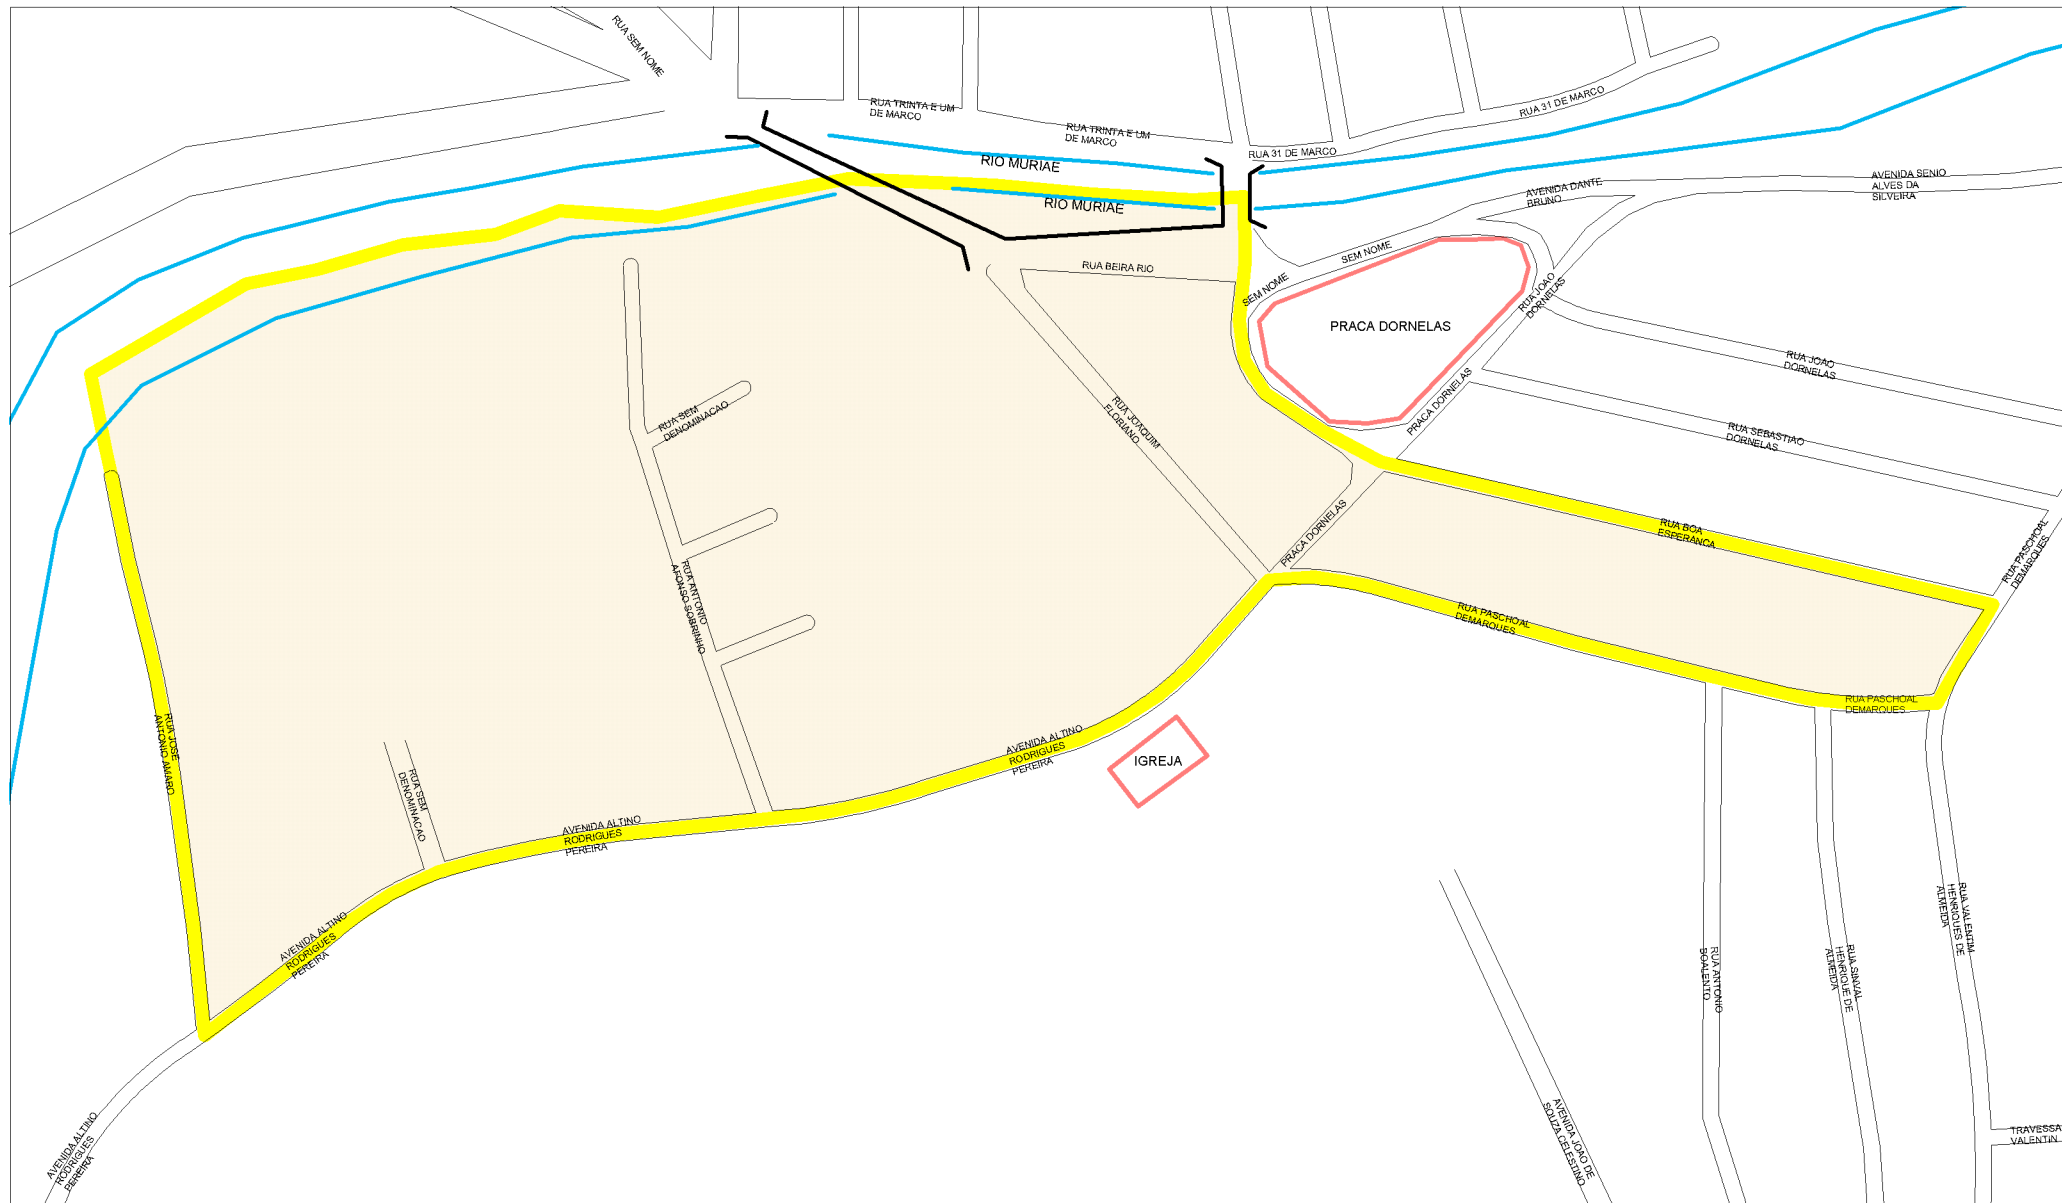 RUA SEM NOME
RUA TRINTA E UM
DE MARCO
RUA TRINTA E UM
DE MARCO
RUA 31 DE MARCO
RUA 31 DE MARCO
RIO MURIAE
RIO MURIAE
AVENIDA DANTE
BRUNO
AVENIDA SENIO
ALVES DA
SILVEIRA
RUA BEIRA RIO
SEM NOME
SEM NOME
PRACA DORNELAS
RUA JOAO
DORNELAS
RUA JOAO
DORNELAS
PRACA DORNELAS
RUA SEBASTIAO
DORNELAS
RUA SEM
DENOMINACAO
RUA JOAQUIM
FLORIANO
PRACA DORNELAS
RUA BOA
ESPERANCA
RUA PASCHOAL
DEMARQUES
RUA ANTONIO
AFONSO SOBRINHO
RUA PASCHOAL
DEMARQUES
RUA PASCHOAL
DEMARQUES
RUA JOSE
ANTONIO AMARO
RUA SEM
DENOMINACAO
AVENIDA ALTINO
RODRIGUES
PEREIRA
IGREJA
AVENIDA ALTINO
RODRIGUES
PEREIRA
AVENIDA ALTINO
RODRIGUES
PEREIRA
RUA ANTONIO
BOALENTO
RUA SINVAL
HENRIQUE DE
ALMEIDA
RUA VALENTIM
HENRIQUES DE
ALMEIDA
AVENIDA ALTINO
RODRIGUES
PEREIRA
AVENIDA JOAO DE
SOUZA CELESTINO
TRAVESSA
VALENTIN